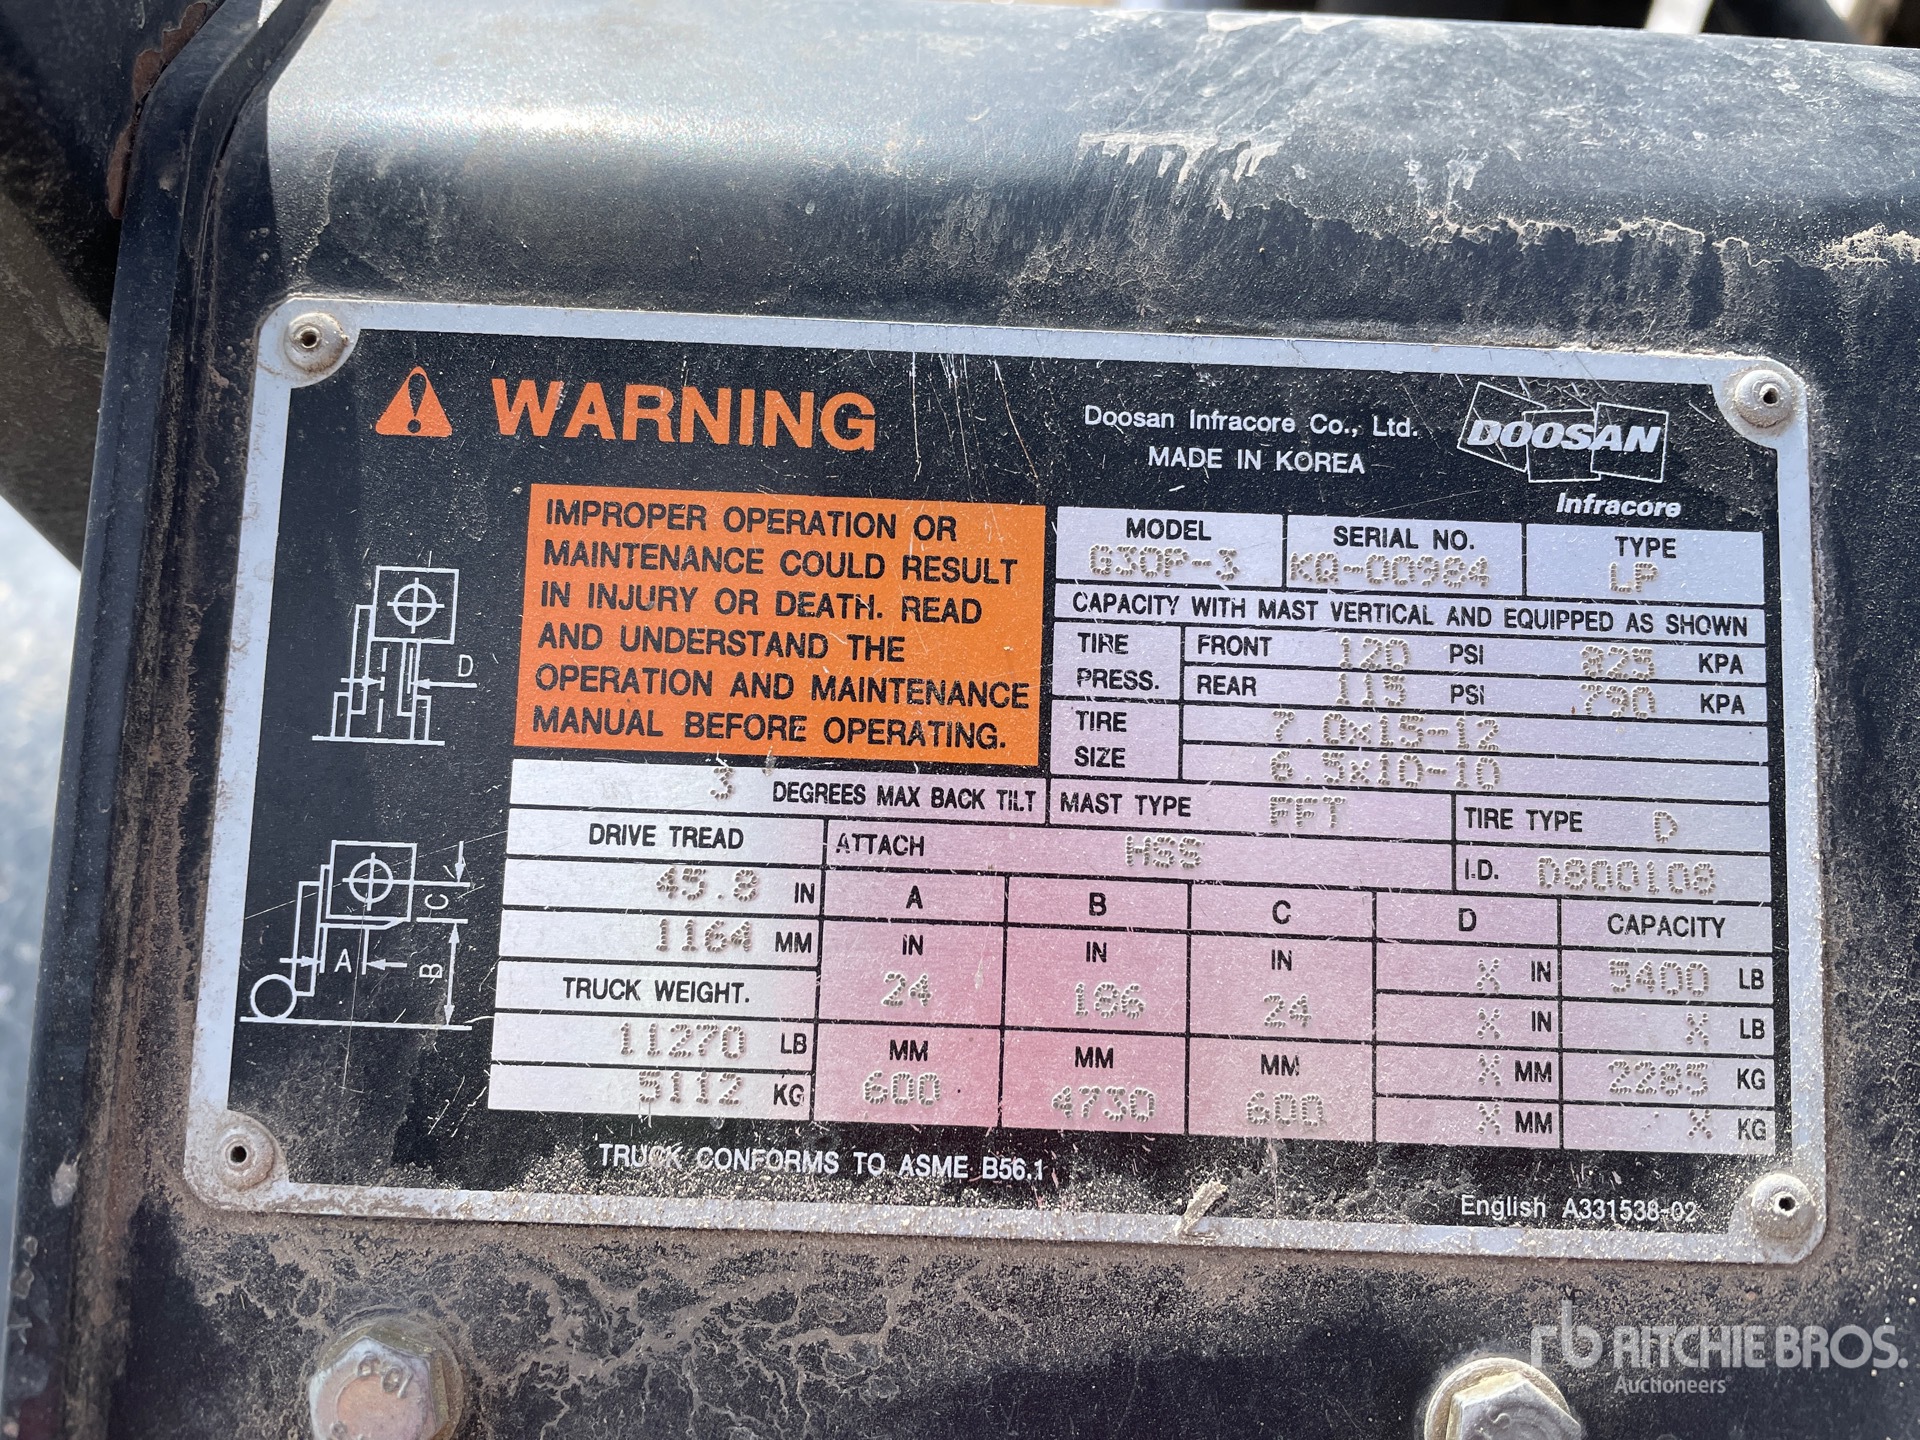 WARNING
Doosan Infracore Co., Ltd.
MADE IN KOREA
DOOSAN
Infracore
IMPROPER OPERATION OR
MAINTENANCE COULD RESULT
IN INJURY OR DEATH. READ
AND UNDERSTAND THE
OPERATION AND MAINTENANCE
MANUAL BEFORE OPERATING.
MODEL SERIAL NO. TYPE
G30P-3 KQ-00984 LP
CAPACITY WITH MAST VERTICAL AND EQUIPPED AS SHOWN
TIRE PRESS. FRONT 120 PSI 825 KPA
REAR 115 PSI 790 KPA
TIRE SIZE 7.0X15-12
6.5X10-10
3 DEGREES MAX BACK TILT MAST TYPE FFT TIRE TYPE D
DRIVE TREAD ATTACH HSS I.D. D800108
45.8 IN A B C D CAPACITY
1164 MM IN IN IN X IN 5400 LB
TRUCK WEIGHT. 24 186 24 X IN X LB
11270 LB MM MM MM X MM 2285 KG
5112 KG 600 4730 600 X MM X KG
D
C
A
B
TRUCK CONFORMS TO ASME B56.1
English A331538-02
rb RITCHIE BROS.
Auctioneers